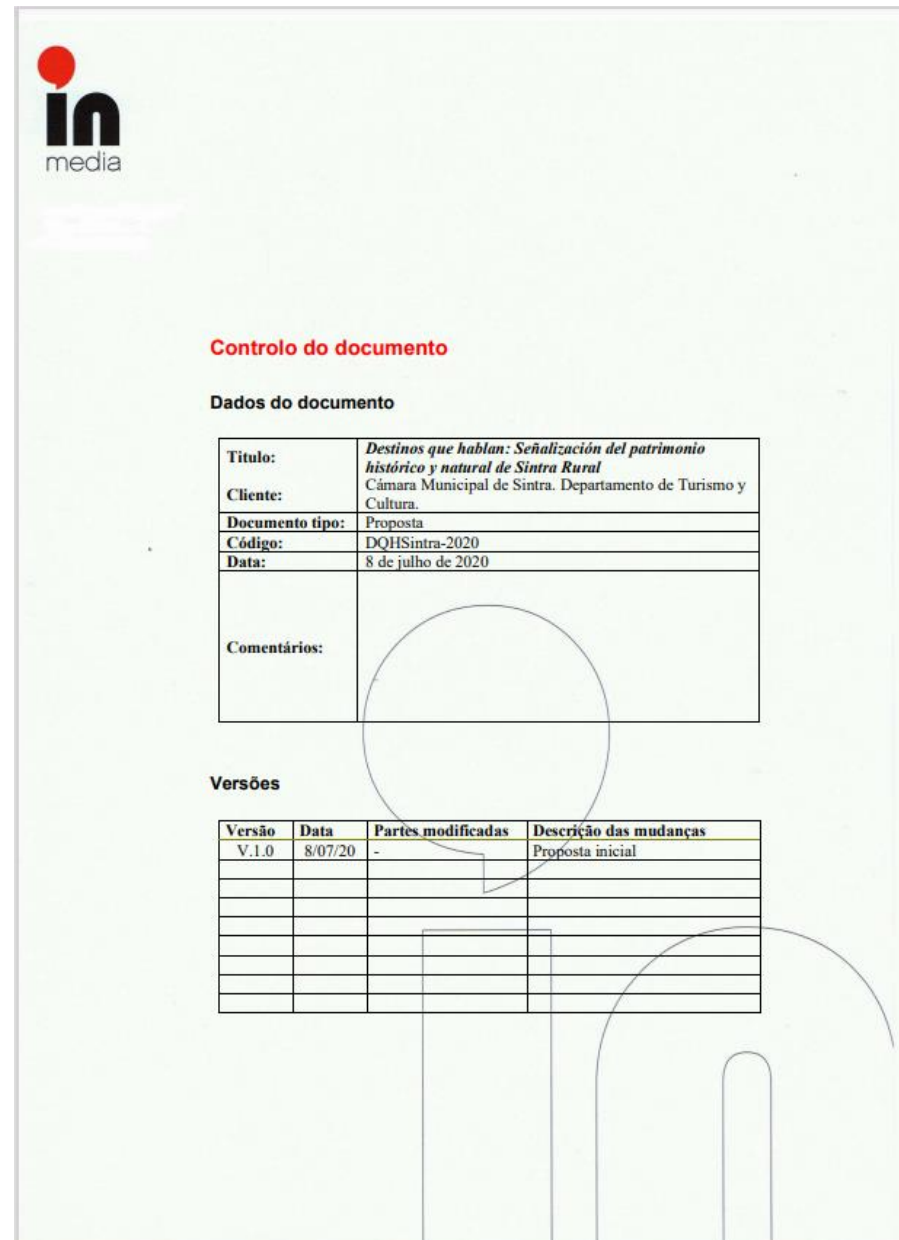 in
media
Controlo do documento
Dados do documento
Titulo: Destinos que hablan: Señalización del patrimonio
histórico y natural de Sintra Rural
Cliente: Cámara Municipal de Sintra. Departamento de Turismo y
Cultura.
Documento tipo: Proposta
Código: DQHSintra-2020
Data: 8 de julho de 2020
Comentários:
Versões
Versão Data Partes modificadas Descrição das mudanças
V.1.0 8/07/20 - Proposta inicial